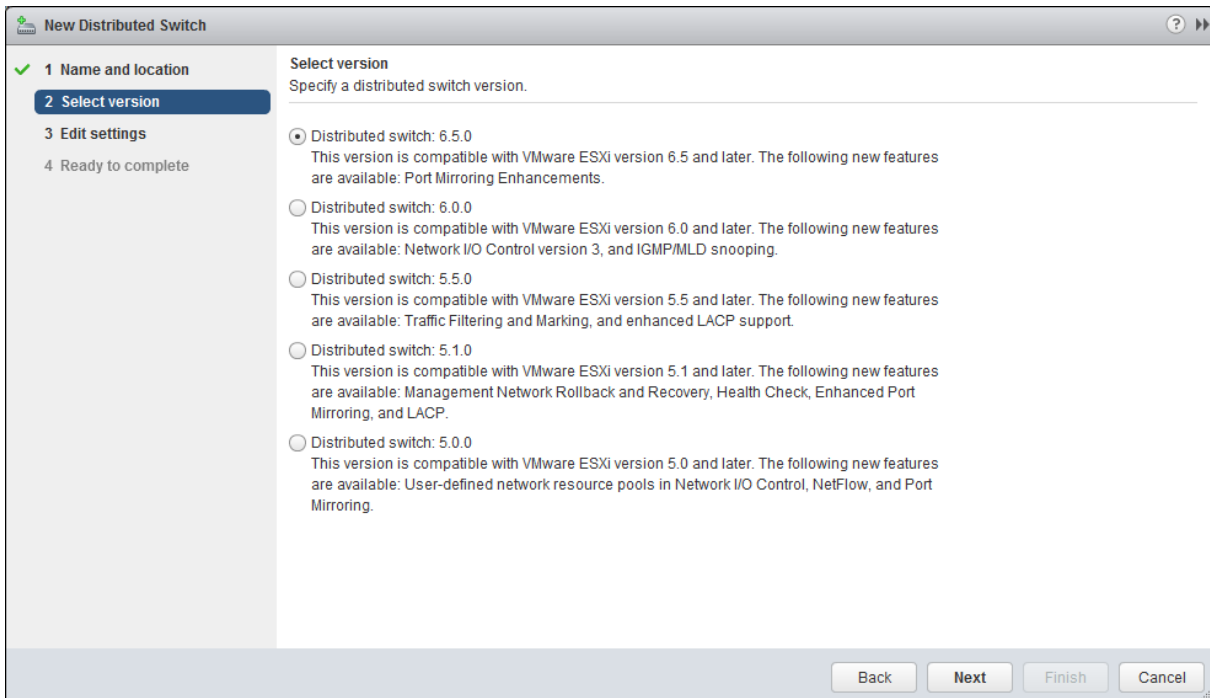 New Distributed Switch
?
1 Name and location
2 Select version
3 Edit settings
4 Ready to complete
Select version
Specify a distributed switch version.
Distributed switch: 6.5.0
This version is compatible with VMware ESXi version 6.5 and later. The following new features
are available: Port Mirroring Enhancements.
Distributed switch: 6.0.0
This version is compatible with VMware ESXi version 6.0 and later. The following new features
are available: Network I/O Control version 3, and IGMP/MLD snooping.
Distributed switch: 5.5.0
This version is compatible with VMware ESXi version 5.5 and later. The following new features
are available: Traffic Filtering and Marking, and enhanced LACP support.
Distributed switch: 5.1.0
This version is compatible with VMware ESXi version 5.1 and later. The following new features
are available: Management Network Rollback and Recovery, Health Check, Enhanced Port
Mirroring, and LACP.
Distributed switch: 5.0.0
This version is compatible with VMware ESXi version 5.0 and later. The following new features
are available: User-defined network resource pools in Network I/O Control, NetFlow, and Port
Mirroring.
Back Next Finish Cancel